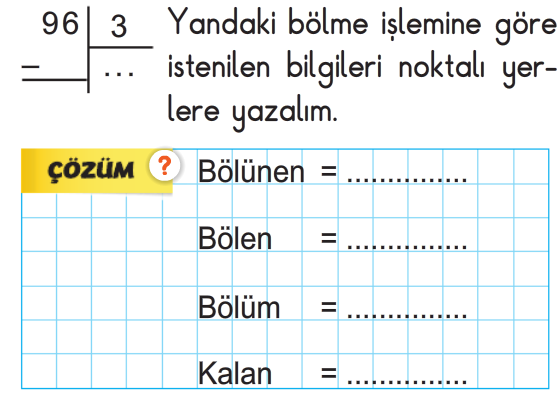 96 3 Yandaki bölme işlemine göre
– ... istenilen bilgileri noktalı yer-
lere yazalım.
ÇÖZÜM ? Bölünen = ...............
Bölen = ...............
Bölüm = ...............
Kalan = ...............